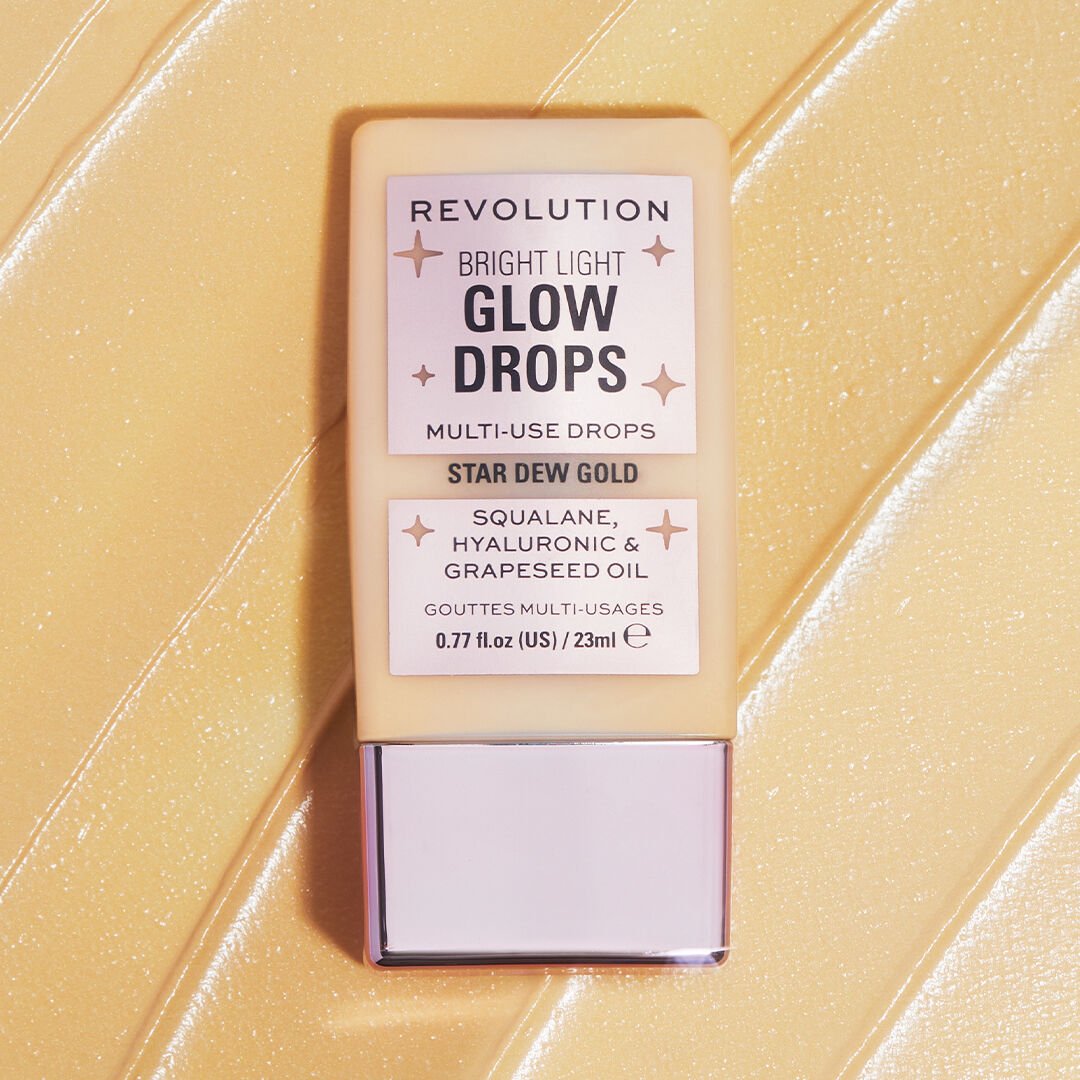 REVOLUTION
BRIGHT LIGHT
GLOW
DROPS
MULTI-USE DROPS
STAR DEW GOLD
SQUALANE,
HYALURONIC &
GRAPESEED OIL
GOUTTES MULTI-USAGES
0.77 fl.oz (US) / 23ml ℮